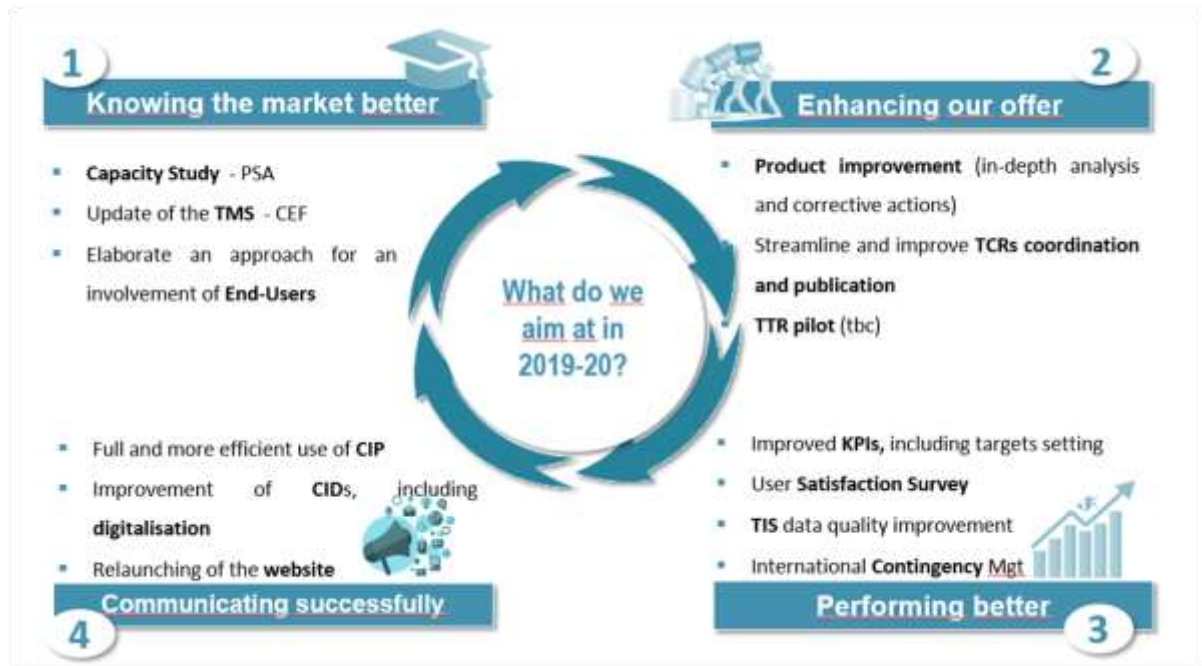 1
Knowing the market better
Capacity Study - PSA
Update of the TMS - CEF
Elaborate an approach for an
involvement of End-Users
2
Enhancing our offer
Product improvement (in-depth analysis
and corrective actions)
Streamline and improve TCRs coordination
and publication
TTR pilot (tbc)
What do we
aim at in
2019-20?
Improved KPIs, including targets setting
User Satisfaction Survey
TIS data quality improvement
International Contingency Mgt
Performing better
3
Full and more efficient use of CIP
Improvement of CIDs, including
digitalisation
Relaunching of the website
Communicating successfully
4